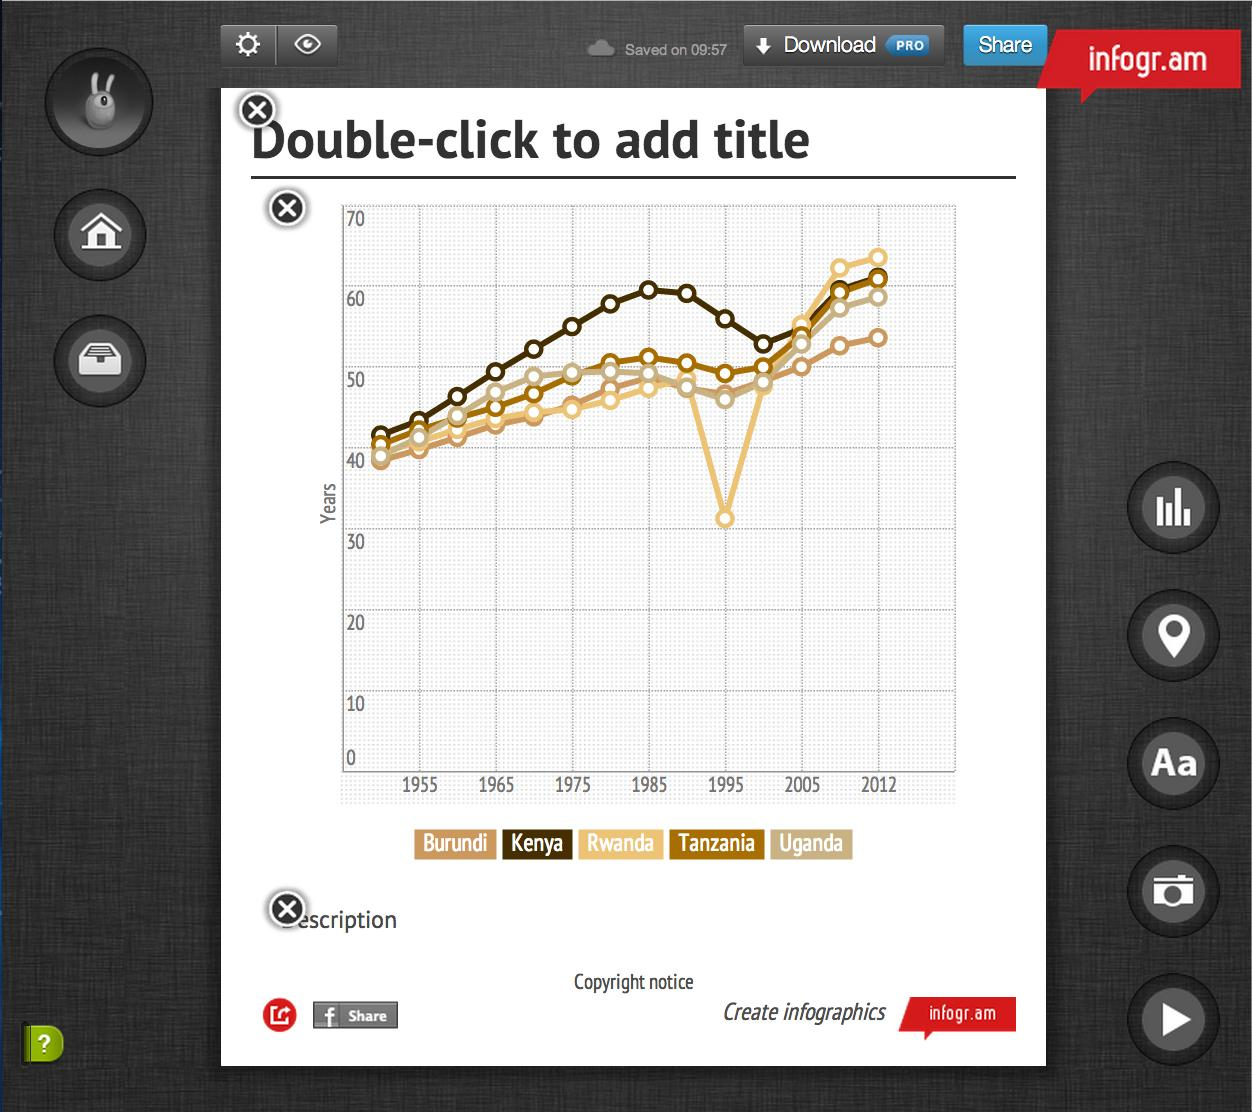 Saved on 09:57
Download PRO
Share
infogr.am
Double-click to add title
70
60
50
40
30
20
10
0
Years
1955 1965 1975 1985 1995 2005 2012
Burundi Kenya Rwanda Tanzania Uganda
escription
Copyright notice
f Share
Create infographics infogr.am
Aa
?